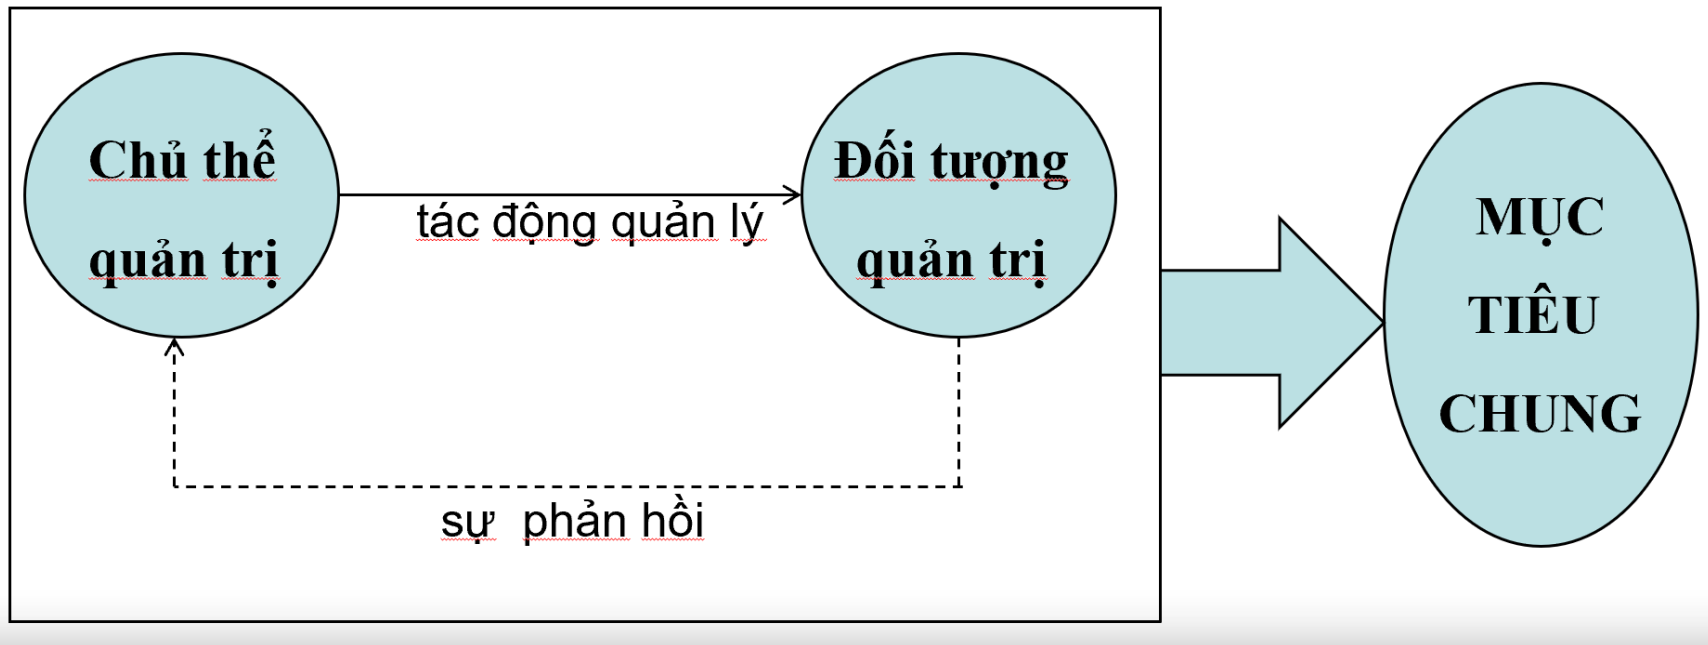 Chủ thể
quản trị
tác động quản lý
Đối tượng
quản trị
sự phản hồi
MỤC
TIÊU
CHUNG